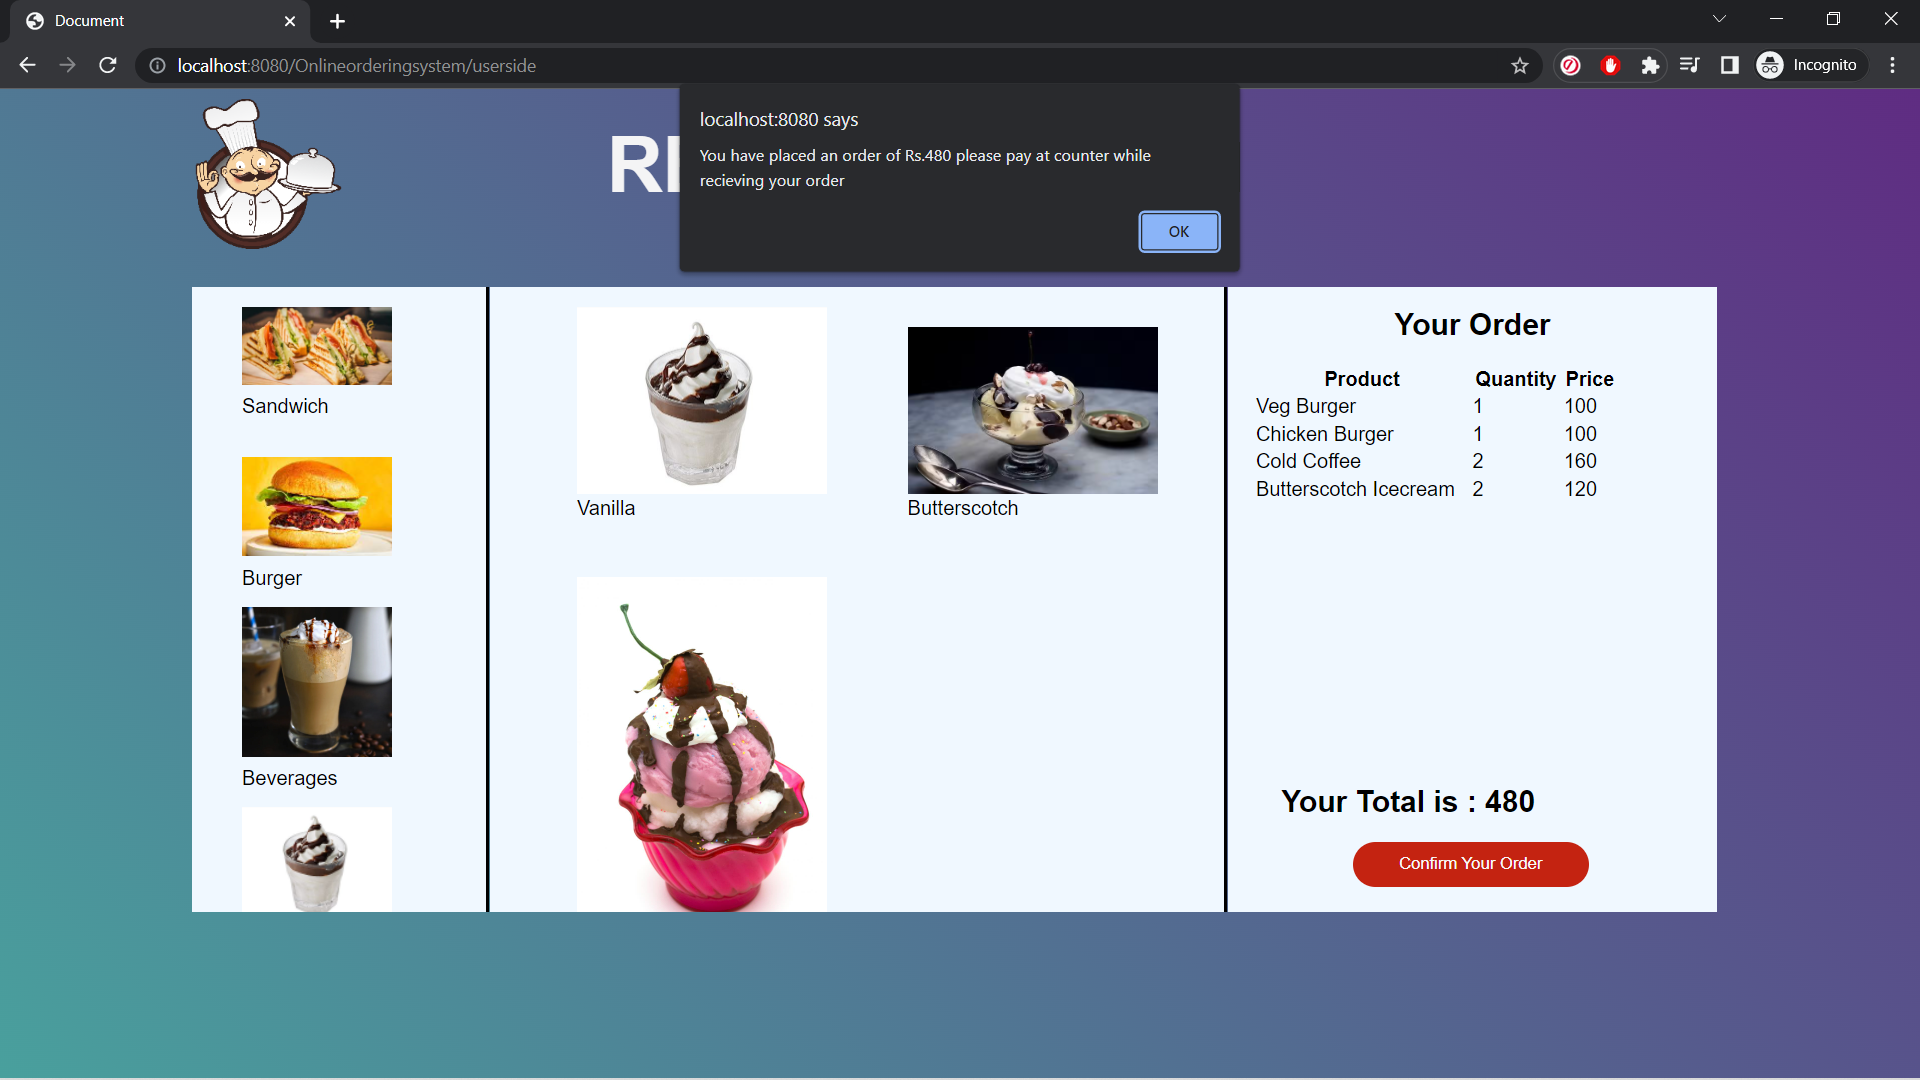 Document
localhost:8080/Onlineorderingsystem/userside
Incognito
localhost:8080 says
You have placed an order of Rs.480 please pay at counter while
recieving your order
OK
Sandwich
Burger
Beverages
Vanilla
Butterscotch
Your Order
Product Quantity Price
Veg Burger 1 100
Chicken Burger 1 100
Cold Coffee 2 160
Butterscotch Icecream 2 120
Your Total is : 480
Confirm Your Order